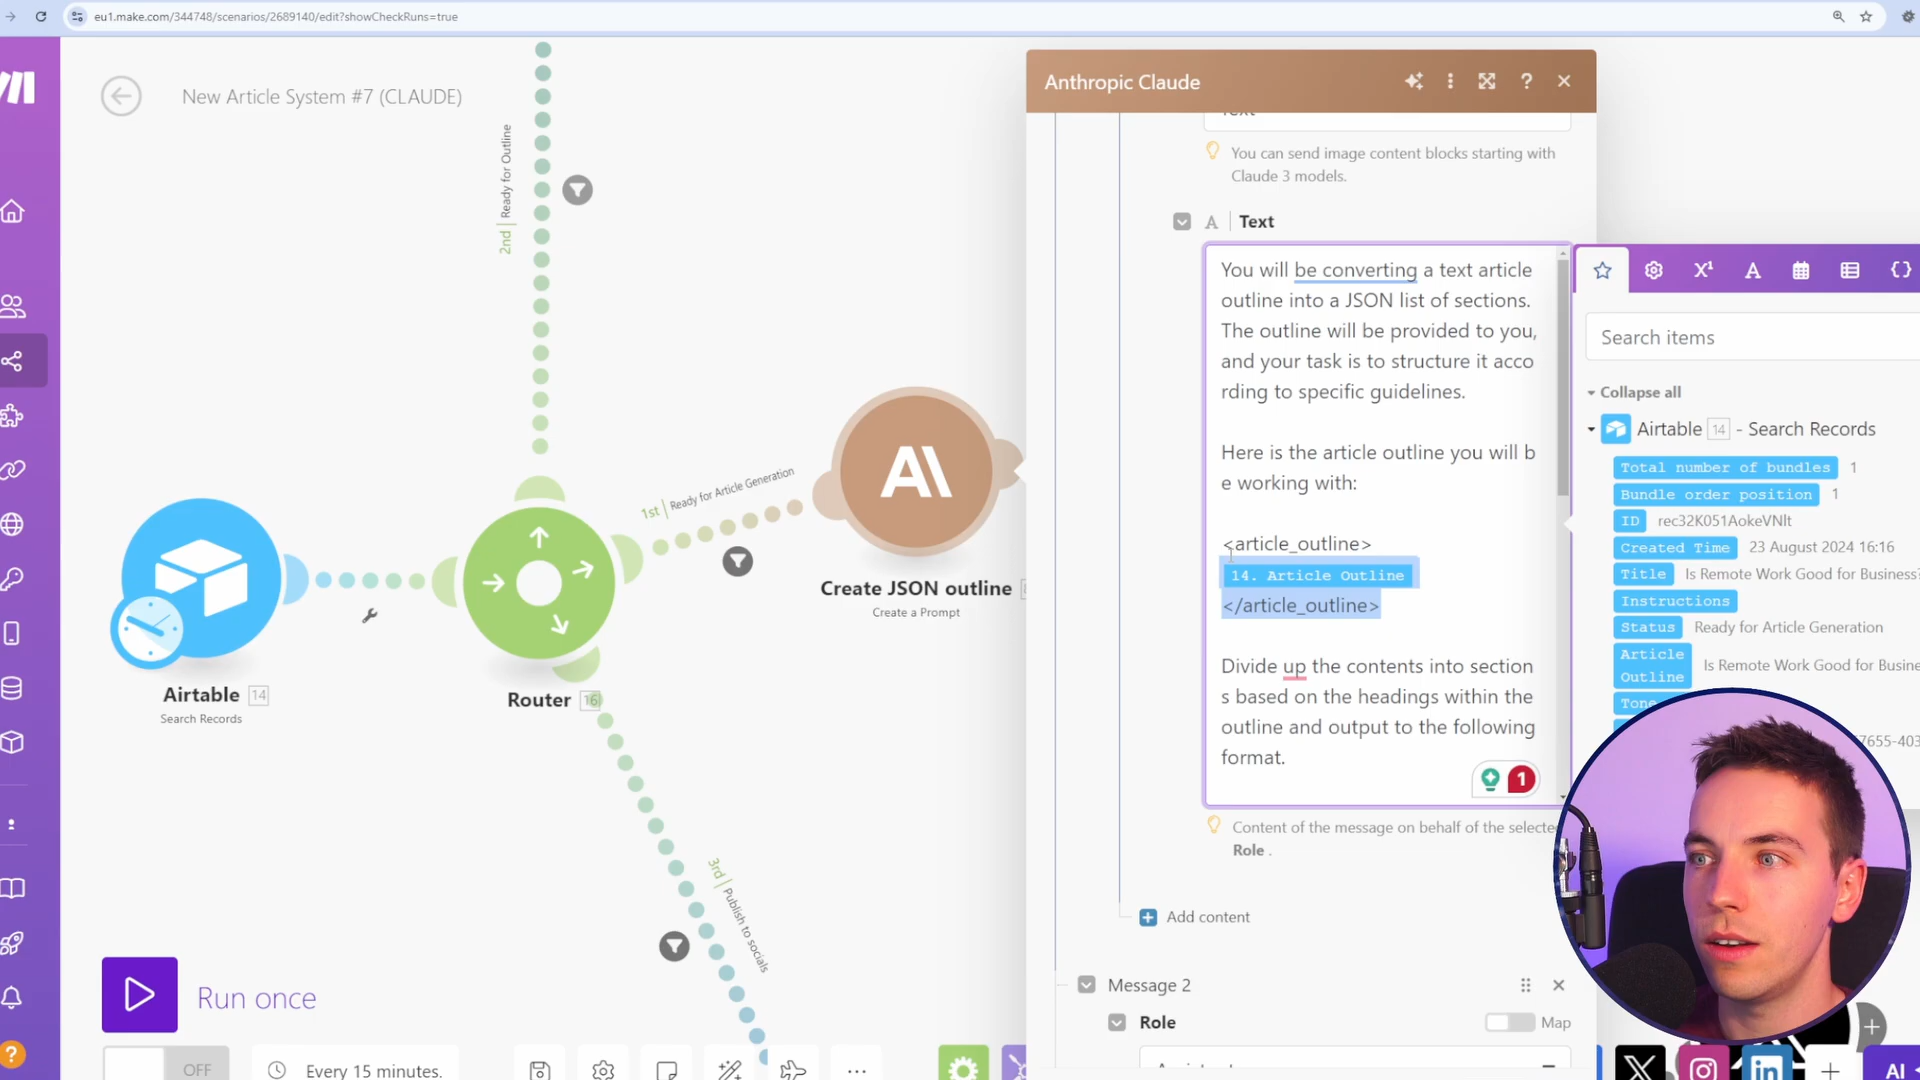 eu1.make.com/344748/scenarios/2689140/edit?showCheckRuns=true
New Article System #7 (CLAUDE)
2nd Ready for Outline
1st Ready for Article Generation
3rd Publish to socials
Airtable 14
Search Records
Router 16
Create JSON outline
Create a Prompt
Run once
OFF
Every 15 minutes.
Anthropic Claude
You can send image content blocks starting with
Claude 3 models.
A Text
You will be converting a text article
outline into a JSON list of sections.
The outline will be provided to you,
and your task is to structure it acco
rding to specific guidelines.
Here is the article outline you will b
e working with:
<article_outline>
14. Article Outline
</article_outline>
Divide up the contents into section
s based on the headings within the
outline and output to the following
format.
1
Content of the message on behalf of the selecte
Role .
Add content
Message 2
Role
Map
Search items
Collapse all
Airtable 14 - Search Records
Total number of bundles 1
Bundle order position 1
ID rec32K051AokeVNlt
Created Time 23 August 2024 16:16
Title Is Remote Work Good for Business?
Instructions
Status Ready for Article Generation
Article
Outline
Is Remote Work Good for Busine
Tone
7655-403
AI